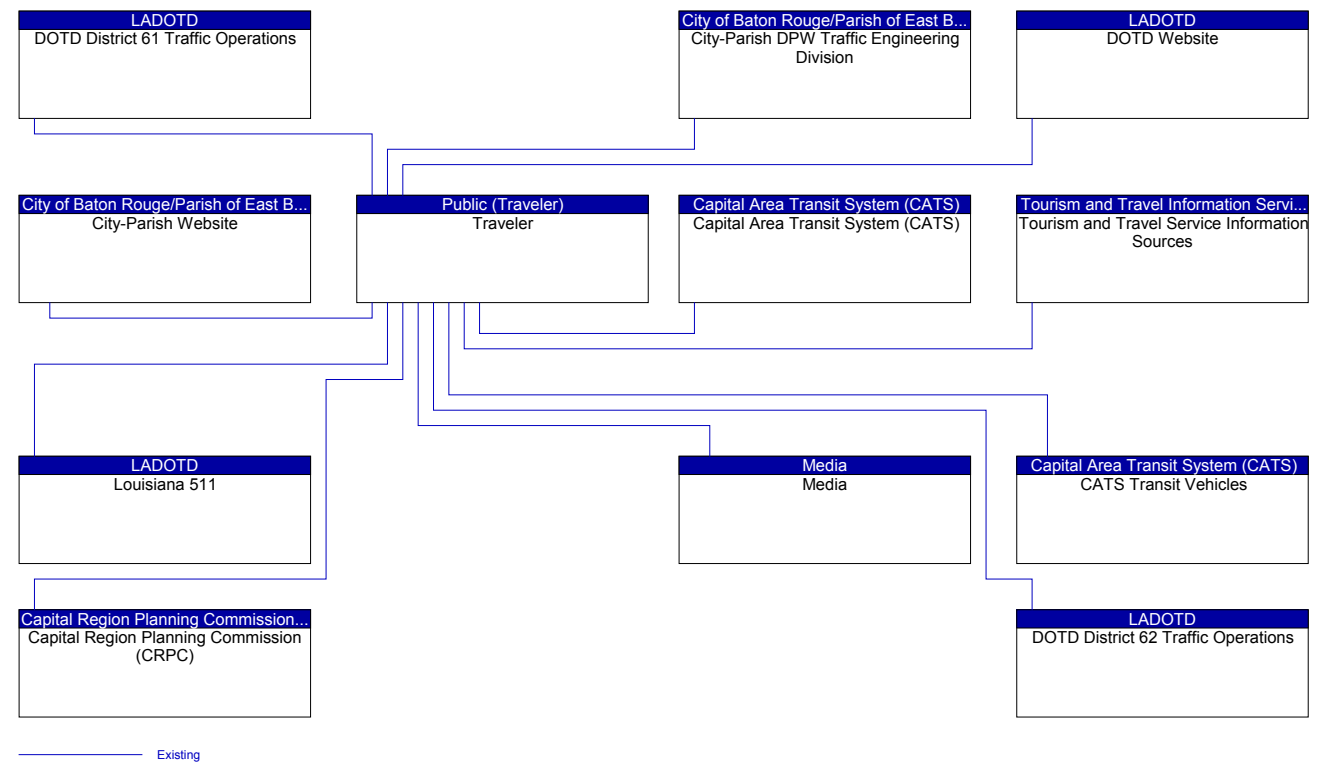 LADOTD
DOTD District 61 Traffic Operations
City of Baton Rouge/Parish of East B...
City-Parish DPW Traffic Engineering
Division
LADOTD
DOTD Website
City of Baton Rouge/Parish of East B...
City-Parish Website
Public (Traveler)
Traveler
Capital Area Transit System (CATS)
Capital Area Transit System (CATS)
Tourism and Travel Information Servi...
Tourism and Travel Service Information
Sources
LADOTD
Louisiana 511
Media
Media
Capital Area Transit System (CATS)
CATS Transit Vehicles
Capital Region Planning Commission...
Capital Region Planning Commission
(CRPC)
LADOTD
DOTD District 62 Traffic Operations
Existing